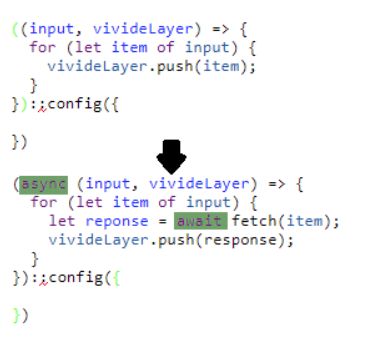 ((input, vivideLayer) => {
for (let item of input) {
vivideLayer.push(item);
}
}):;config({
})
(async (input, vivideLayer) => {
for (let item of input) {
let reponse = await fetch(item);
vivideLayer.push(response);
}
}):;config({
})